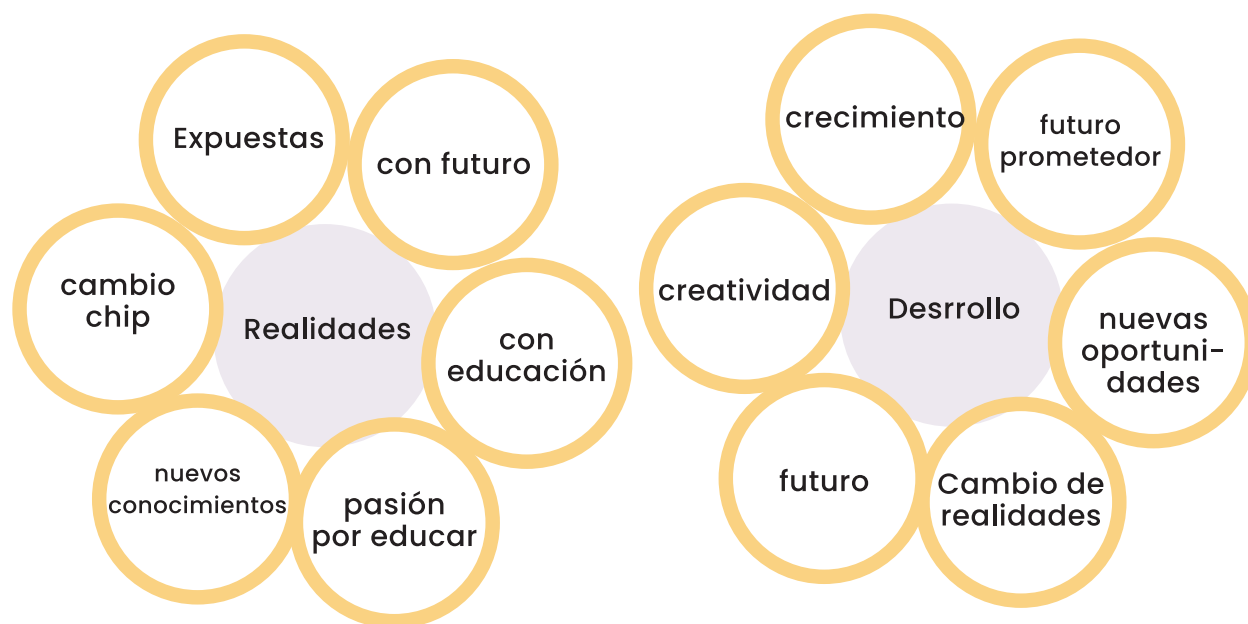 Expuestas
con futuro
cambio
chip
Realidades
con
educación
nuevos
conocimientos
pasión
por educar
crecimiento
futuro
prometedor
creatividad
Desrrollo
nuevas
oportuni-
dades
futuro
Cambio de
realidades